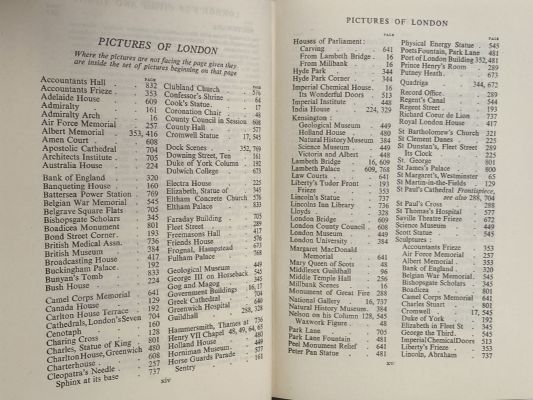 PICTURES OF LONDON
Where the pictures are not facing the page given they
are inside the set of pictures beginning on that page
PAGE
Accountants Hall 832
Accountants Frieze 353
Adelaide House 609
Admiralty 161
Admiralty Arch 16
Air Force Memorial 257
Albert Memorial 353, 416
Amen Court 608
Apostolic Cathedral 704
Architects Institute 705
Australia House 224
Bank of England 320
Banqueting House 160
Battersea Power Station 769
Belgian War Memorial 545
Belgrave Square Flats 705
Bishopsgate Scholars 345
Boadicea Monument 801
Bond Street Corner 193
British Medical Assn. 736
British Museum 384
Broadcasting House 417
Buckingham Palace 192
Bunyan's Tomb 833
Bush House 224
Camel Corps Memorial 641
Canada House 129
Carlton House Terrace 192
Cathedrals, London's Seven 704
Cenotaph 160
Charing Cross 128
Charles, Statue of King 801
Charlton House, Greenwich 480
Charterhouse 608
Cleopatra's Needle 257
Sphinx at its base 737
PAGE
Clubland Church 576
Confessor's Shrine 64
Cook's Statue 17
Coronation Chair 48
County Council in Session 608
County Hall 577
Cromwell Statue 17, 545
Dock Scenes 352, 769
Downing Street, Ten 161
Duke of York Column 192
Dulwich College 673
Electra House 225
Elizabeth, Statue of 345
Eltham Concrete Church 576
Eltham Palace 833
Faraday Building 705
Fleet Street 289
Freemasons Hall 417
Friends House 576
Frognal, Hampstead 673
Fulham Palace 768
Geological Museum 449
George III on Horseback 545
Gog and Magog 345
Government Buildings 16, 17
Greek Cathedral 704
Greenwich Hospital 640
Guildhall 288, 328
Hammersmith, Thames at 736
Henry VII Chapel 48, 49, 64, 65
Holland House 480
Horniman Museum 577
Horse Guards Parade 161
Sentry
xiv
PICTURES OF LONDON
PAGE
Houses of Parliament:
Carving 641
From Lambeth Bridge 16
From Millbank 16
Hyde Park 344
Hyde Park Corner 344
Imperial Chemical House 16
Its Wonderful Doors 513
Imperial Institute 448
India House 224, 329
Kensington:
Geological Museum 449
Holland House 480
Natural History Museum 384
Science Museum 449
Victoria and Albert 448
Lambeth Bridge 16, 609
Lambeth Palace 609, 768
Law Courts 641
Liberty's Tudor Front 193
Frieze 353
Lincoln's Statue 737
Lincolns Inn Library 736
Lloyds 328
London Bridge 609
London County Council 608
London Museum 449
London University 384
Margaret MacDonald
Memorial 641
Mary Queen of Scots 48
Middlesex Guildhall 96
Middle Temple Hall 256
Millbank Scenes 16
Monument of Great Fire 288
National Gallery 16, 737
Natural History Museum 384
Nelson on his Column 128, 545
Waxwork Figure 48
Park Lane 705
Park Lane Fountain 481
Peel Monument Relief 641
Peter Pan Statue 481
PAGE
Physical Energy Statue 545
Poets Fountain, Park Lane 481
Port of London Building 352, 481
Prince Henry's Room 289
Putney Heath 673
Quadriga 344, 672
Record Office 289
Regent's Canal 544
Regent Street 193
Richard Coeur de Lion 737
Royal London House 417
St Bartholomew's Church 321
St Clement Danes 225
St Dunstan's, Fleet Street 289
Its Clock 225
St. George 801
St James's Palace 800
St Margaret's, Westminster 65
St Martin-in-the-Fields 129
St Paul's Cathedral Frontispiece,
see also 288, 704
St Paul's Cross 288
St Thomas's Hospital 577
Savile Theatre Frieze 672
Science Museum 449
Scott Statue 545
Sculptures:
Accountants Frieze 353
Air Force Memorial 257
Albert Memorial 353
Bank of England 320
Belgian War Memorial 545
Bishopsgate Scholars 345
Boadicea 801
Camel Corps Memorial 641
Charles Stuart 801
Cromwell 17, 545
Duke of York 192
Elizabeth in Fleet St 345
George the Third 545
Imperial Chemical Doors 513
Liberty's Frieze 353
Lincoln, Abraham 737
xv